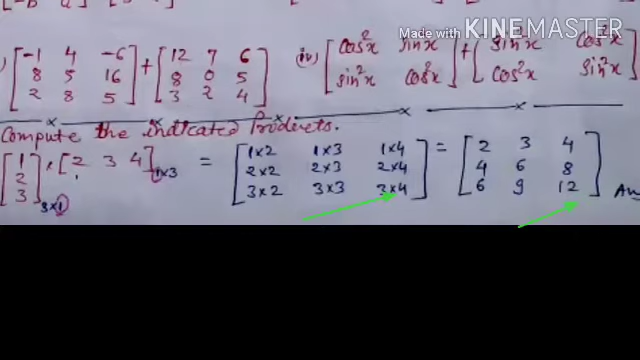 Made with KINEMASTER
) [ -1 4 -6 ] + [ 12 7 6 ] iv) [ cos²x sin²x ] + [ sin²x cos²x ]
8 5 16 8 0 5 sin²x cos²x cos²x sin²x
2 8 5 3 2 4
Compute the indicated Products.
[ 1 ] . [ 2 3 4 ] 1×3 = [ 1×2 1×3 1×4 ] = [ 2 3 4 ]
2 2×2 2×3 2×4 4 6 8
3 3×1 3×2 3×3 3×4 6 9 12 Ans